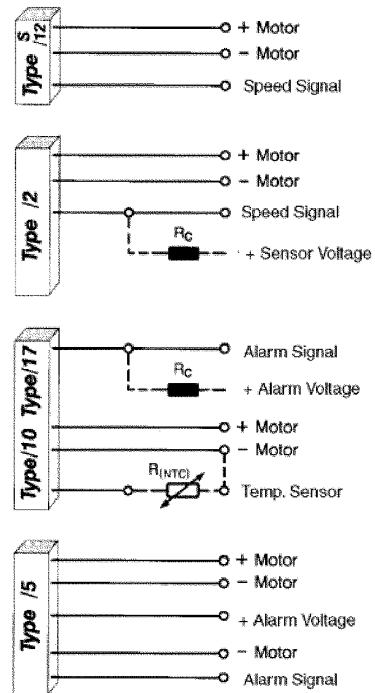 Type S/12
+ Motor
− Motor
Speed Signal
Type /2
+ Motor
− Motor
Speed Signal
RC
+ Sensor Voltage
Type/10 Type/17
Alarm Signal
RC
+ Alarm Voltage
+ Motor
− Motor
R(NTC)
Temp. Sensor
Type /5
+ Motor
− Motor
+ Alarm Voltage
− Motor
Alarm Signal